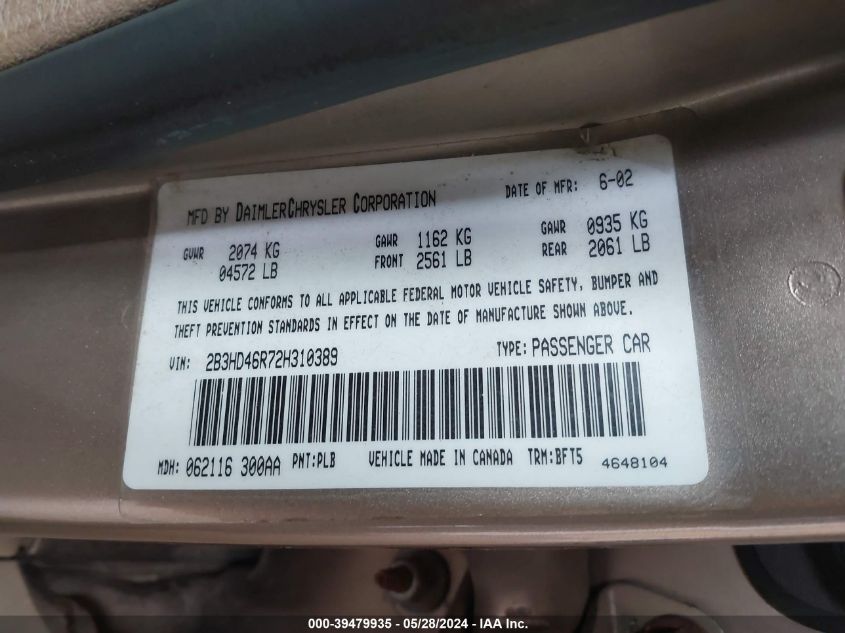 MFD BY DAIMLERCHRYSLER CORPORATION DATE OF MFR: 6-02
GVWR 2074 KG GAWR 1162 KG GAWR 0935 KG
04572 LB FRONT 2561 LB REAR 2061 LB
THIS VEHICLE CONFORMS TO ALL APPLICABLE FEDERAL MOTOR VEHICLE SAFETY, BUMPER AND
THEFT PREVENTION STANDARDS IN EFFECT ON THE DATE OF MANUFACTURE SHOWN ABOVE.
VIN: 2B3HD46R72H310389 TYPE: PASSENGER CAR
MDH: 062116 300AA PNT:PLB VEHICLE MADE IN CANADA TRM:BFT5 4648104
000-39479935 - 05/28/2024 - IAA Inc.